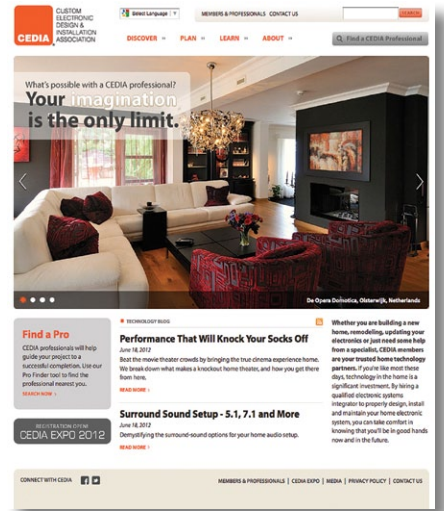 CEDIA
CUSTOM
ELECTRONIC
DESIGN &
INSTALLATION
ASSOCIATION
Select Language
MEMBERS & PROFESSIONALS CONTACT US
SEARCH
DISCOVER
PLAN
LEARN
ABOUT
Find a CEDIA Professional
What's possible with a CEDIA professional?
Your imagination
is the only limit.
De Opera Domotica, Oisterwijk, Netherlands
Find a Pro
CEDIA professionals will help
guide your project to a
successful completion. Use our
Pro Finder tool to find the
professional nearest you.
SEARCH NOW ›
REGISTRATION OPEN!
CEDIA EXPO 2012
TECHNOLOGY BLOG
Performance That Will Knock Your Socks Off
June 18, 2012
Beat the movie theater crowds by bringing the true cinema experience home.
We break down what makes a knockout home theater, and how you get there
from here.
READ MORE ›
Surround Sound Setup - 5.1, 7.1 and More
June 18, 2012
Demystifying the surround-sound options for your home audio setup.
READ MORE ›
Whether you are building a new
home, remodeling, updating your
electronics or just need some help
from a specialist, CEDIA members
are your trusted home technology
partners. If you're like most these
days, technology in the home is a
significant investment. By hiring a
qualified electronic systems
integrator to properly design, install
and maintain your home electronic
system, you can take comfort in
knowing that you'll be in good hands
now and in the future.
CONNECT WITH CEDIA
MEMBERS & PROFESSIONALS | CEDIA EXPO | MEDIA | PRIVACY POLICY | CONTACT US